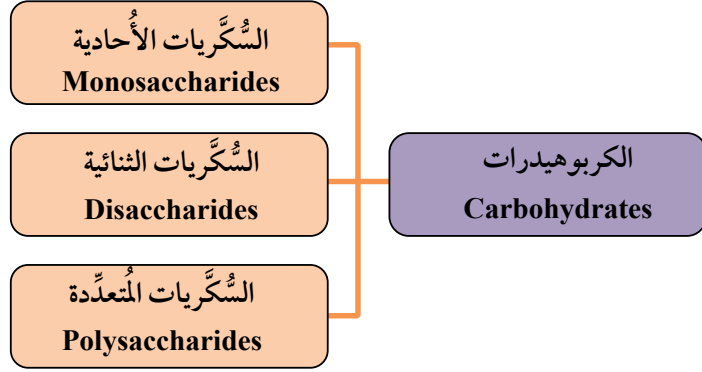 الكربوهيدرات
Carbohydrates
السُّكَّريات الأُحادية
Monosaccharides
السُّكَّريات الثنائية
Disaccharides
السُّكَّريات المُتعدِّدة
Polysaccharides